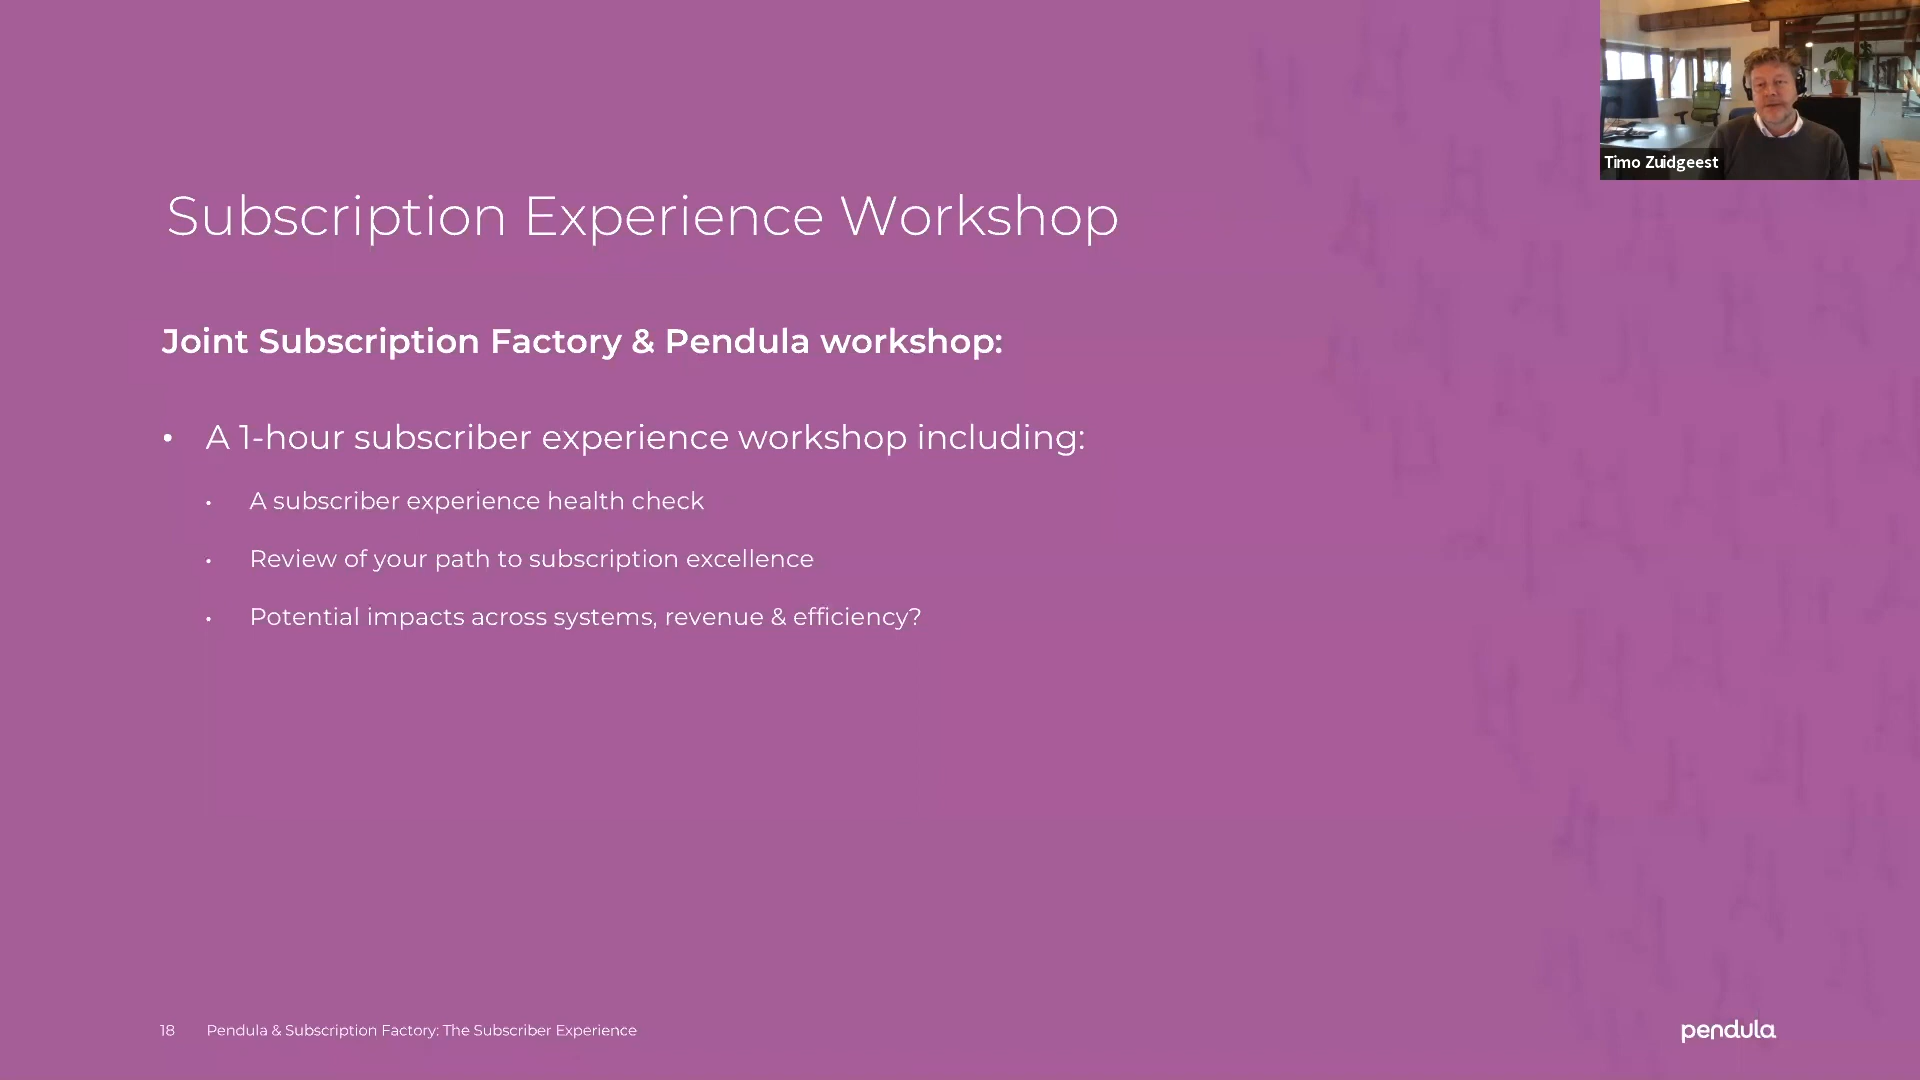 Timo Zuidgeest
Subscription Experience Workshop
Joint Subscription Factory & Pendula workshop:
• A 1-hour subscriber experience workshop including:
• A subscriber experience health check
• Review of your path to subscription excellence
• Potential impacts across systems, revenue & efficiency?
18 Pendula & Subscription Factory: The Subscriber Experience
pendula